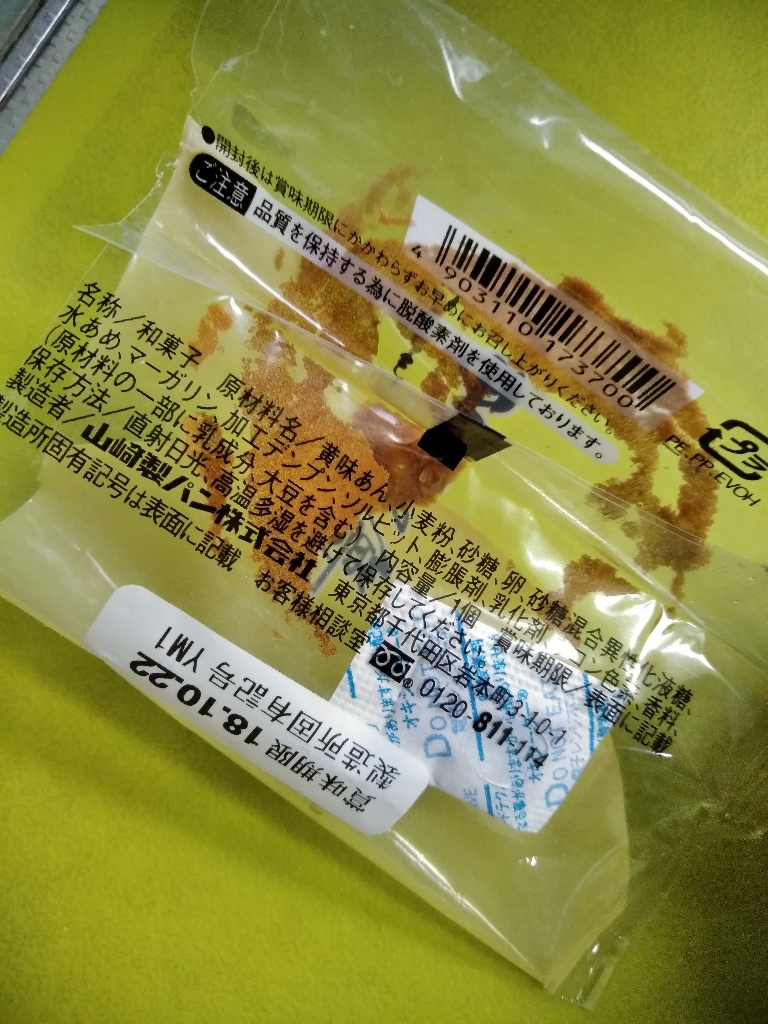 ●開封後は賞味期限にかかわらずお早めにお召し上がりください。
ご注意 品質を保持する為に脱酸素剤を使用しております。
4 903110 173700
プラ
PE,PP,EVOH
名称／和菓子 原材料名／黄味あん、小麦粉、砂糖、卵、砂糖混合異性化液糖、
水あめ、マーガリン、加工デンプン、ソルビット、膨脹剤、乳化剤、
色素、香料、
(原材料の一部に乳成分、大豆を含む) 内容量／1個 賞味期限／表面に記載
保存方法／直射日光、高温多湿を避けて保存してください。
製造者／山崎製パン株式会社 東京都千代田区岩本町3-10-1
製造所固有記号は表面に記載 お客様相談室 0120-811-114
賞味期限 18.10.22
製造所固有記号 YM1
DO NOT
DO NOT EA